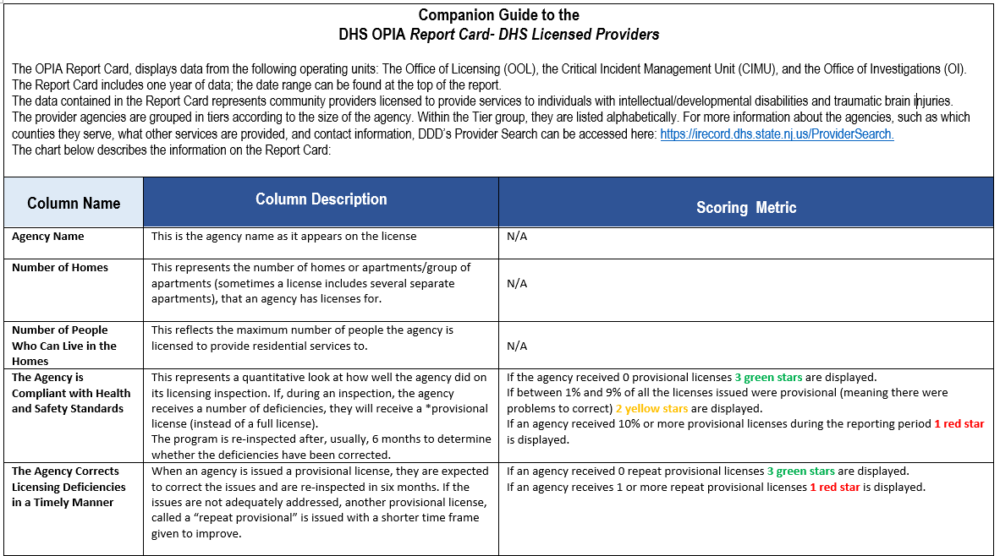 Companion Guide to the
DHS OPIA Report Card- DHS Licensed Providers
The OPIA Report Card, displays data from the following operating units: The Office of Licensing (OOL), the Critical Incident Management Unit (CIMU), and the Office of Investigations (OI).
The Report Card includes one year of data; the date range can be found at the top of the report.
The data contained in the Report Card represents community providers licensed to provide services to individuals with intellectual/developmental disabilities and traumatic brain injuries.
The provider agencies are grouped in tiers according to the size of the agency. Within the Tier group, they are listed alphabetically. For more information about the agencies, such as which
counties they serve, what other services are provided, and contact information, DDD's Provider Search can be accessed here: https://irecord.dhs.state.nj.us/ProviderSearch.
The chart below describes the information on the Report Card:
Column Name
Column Description
Scoring Metric
Agency Name
This is the agency name as it appears on the license
N/A
Number of Homes
This represents the number of homes or apartments/group of
apartments (sometimes a license includes several separate
apartments), that an agency has licenses for.
N/A
Number of People
Who Can Live in the
Homes
This reflects the maximum number of people the agency is
licensed to provide residential services to.
N/A
The Agency is
Compliant with Health
and Safety Standards
This represents a quantitative look at how well the agency did on
its licensing inspection. If, during an inspection, the agency
receives a number of deficiencies, they will receive a *provisional
license (instead of a full license).
The program is re-inspected after, usually, 6 months to determine
whether the deficiencies have been corrected.
If the agency received 0 provisional licenses 3 green stars are displayed.
If between 1% and 9% of all the licenses issued were provisional (meaning there were
problems to correct) 2 yellow stars are displayed.
If an agency received 10% or more provisional licenses during the reporting period 1 red star
is displayed.
The Agency Corrects
Licensing Deficiencies
in a Timely Manner
When an agency is issued a provisional license, they are expected
to correct the issues and are re-inspected in six months. If the
issues are not adequately addressed, another provisional license,
called a “repeat provisional” is issued with a shorter time frame
given to improve.
If an agency received 0 repeat provisional licenses 3 green stars are displayed.
If an agency receives 1 or more repeat provisional licenses 1 red star is displayed.